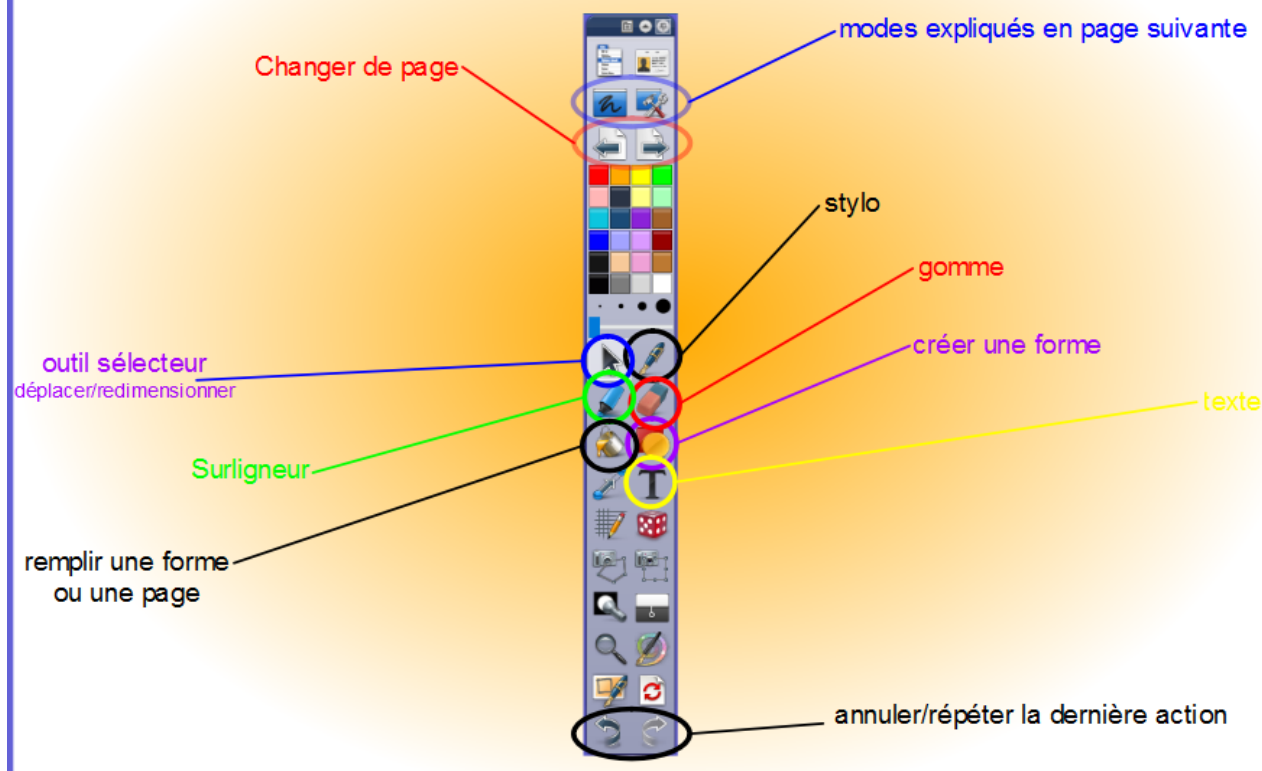 modes expliqués en page suivante
Changer de page
stylo
gomme
créer une forme
outil sélecteur
déplacer/redimensionner
texte
Surligneur
T
remplir une forme
ou une page
annuler/répéter la dernière action